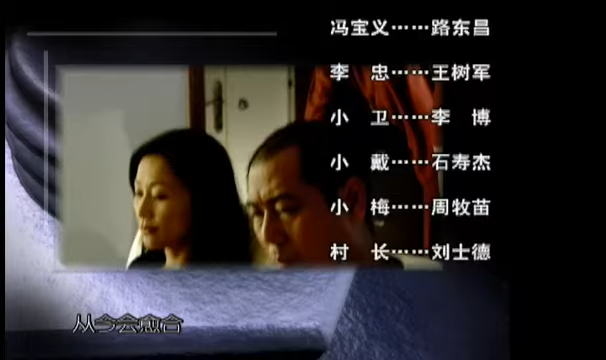 冯宝义……路东昌
李　忠……王树军
小　卫……李　博
小　戴……石寿杰
小　梅……周牧苗
村　长……刘士德
从今会愈合